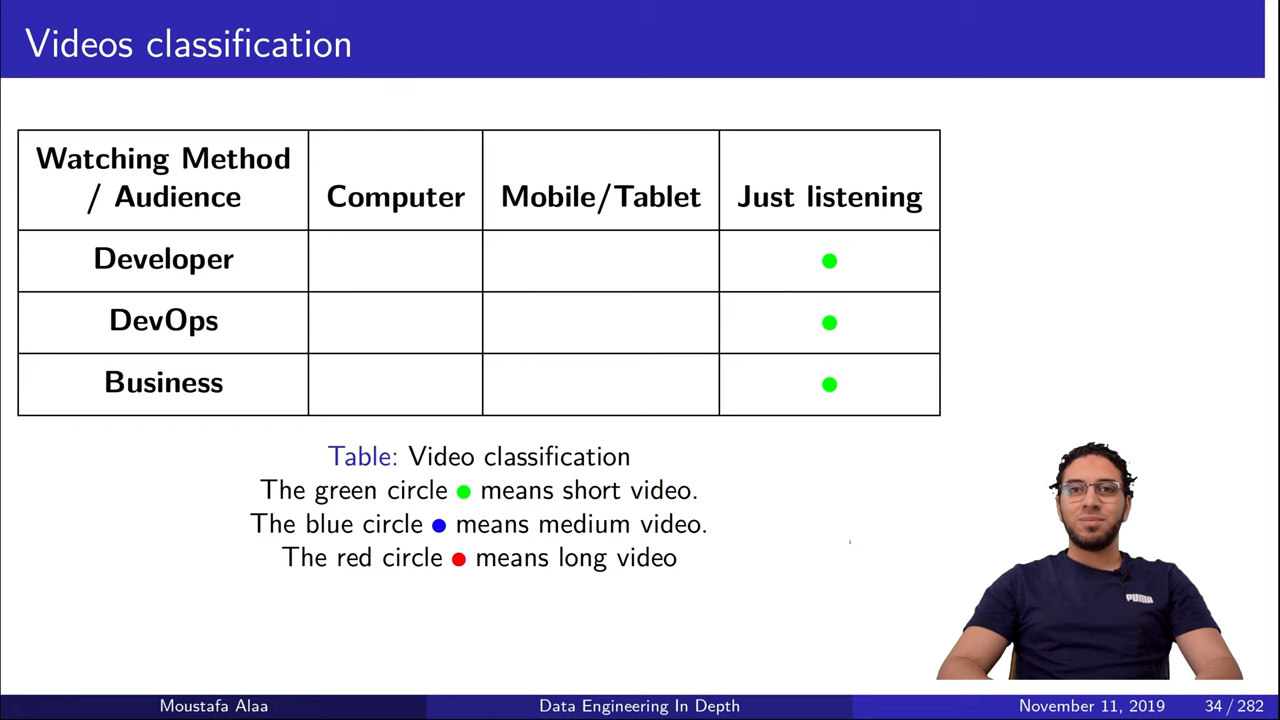 Videos classification
Watching Method
/ Audience
Computer
Mobile/Tablet
Just listening
Developer
DevOps
Business
Table: Video classification
The green circle ● means short video.
The blue circle ● means medium video.
The red circle ● means long video
PUMA
Moustafa Alaa
Data Engineering In Depth
November 11, 2019
34 / 282